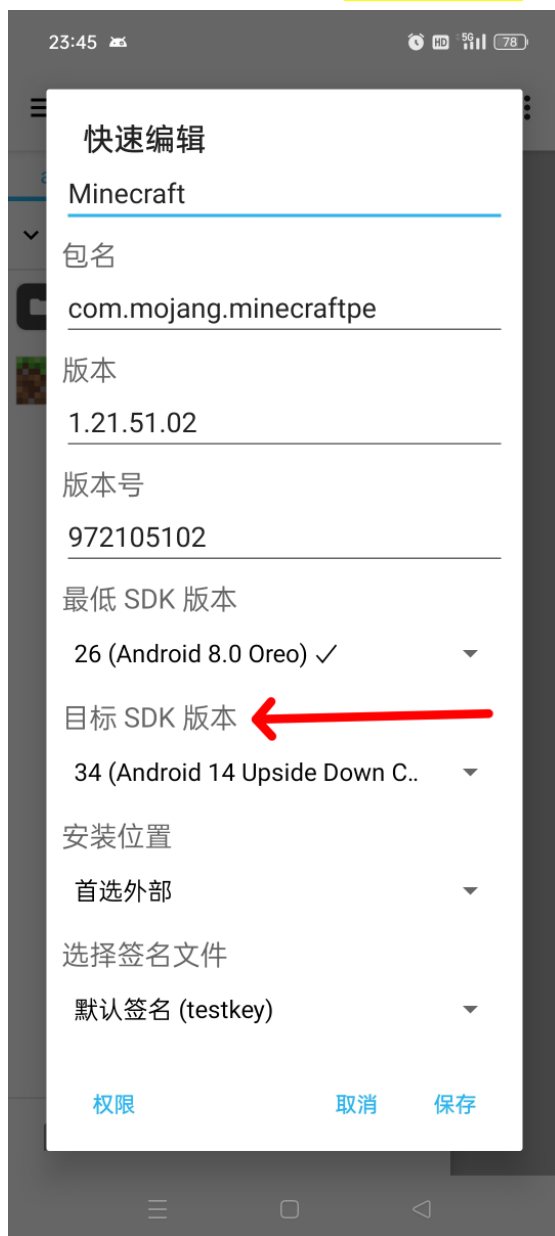 23:45
HD 5G 78
快速编辑
Minecraft
包名
com.mojang.minecraftpe
版本
1.21.51.02
版本号
972105102
最低 SDK 版本
26 (Android 8.0 Oreo) ✓
目标 SDK 版本
34 (Android 14 Upside Down C..
安装位置
首选外部
选择签名文件
默认签名 (testkey)
权限 取消 保存